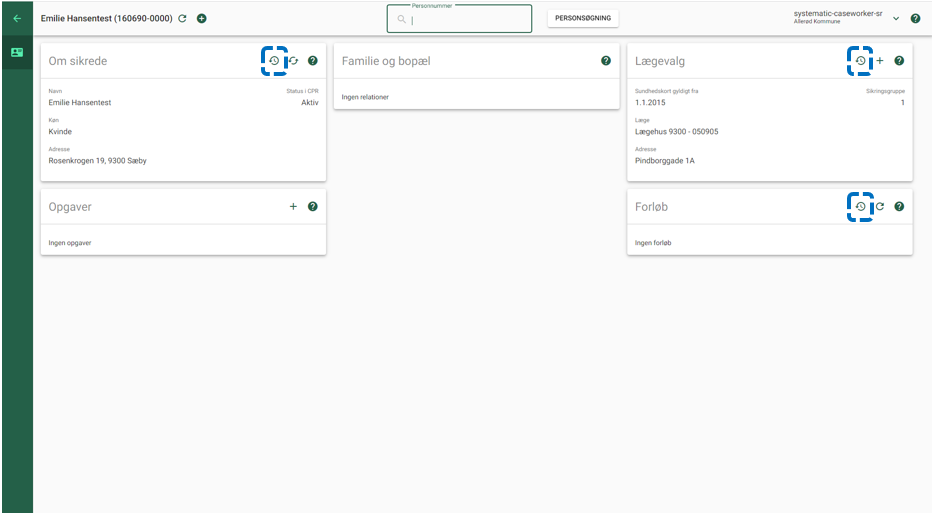 Emilie Hansentest (160690-0000)
Personnummer
PERSONSØGNING
systematic-caseworker-sr
Allerød Kommune
Om sikrede
Navn
Status i CPR
Emilie Hansentest
Aktiv
Køn
Kvinde
Adresse
Rosenkrogen 19, 9300 Sæby
Familie og bopæl
Ingen relationer
Lægevalg
Sundhedskort gyldigt fra
Sikringsgruppe
1.1.2015
1
Læge
Lægehus 9300 - 050905
Adresse
Pindborggade 1A
Opgaver
Ingen opgaver
Forløb
Ingen forløb